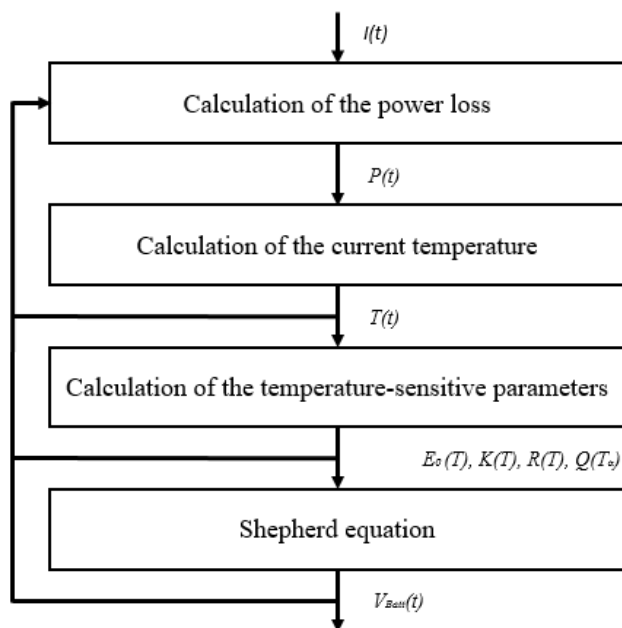 I(t)
Calculation of the power loss
P(t)
Calculation of the current temperature
T(t)
Calculation of the temperature-sensitive parameters
E₀(T), K(T), R(T), Q(Tₐ)
Shepherd equation
V_Batt(t)